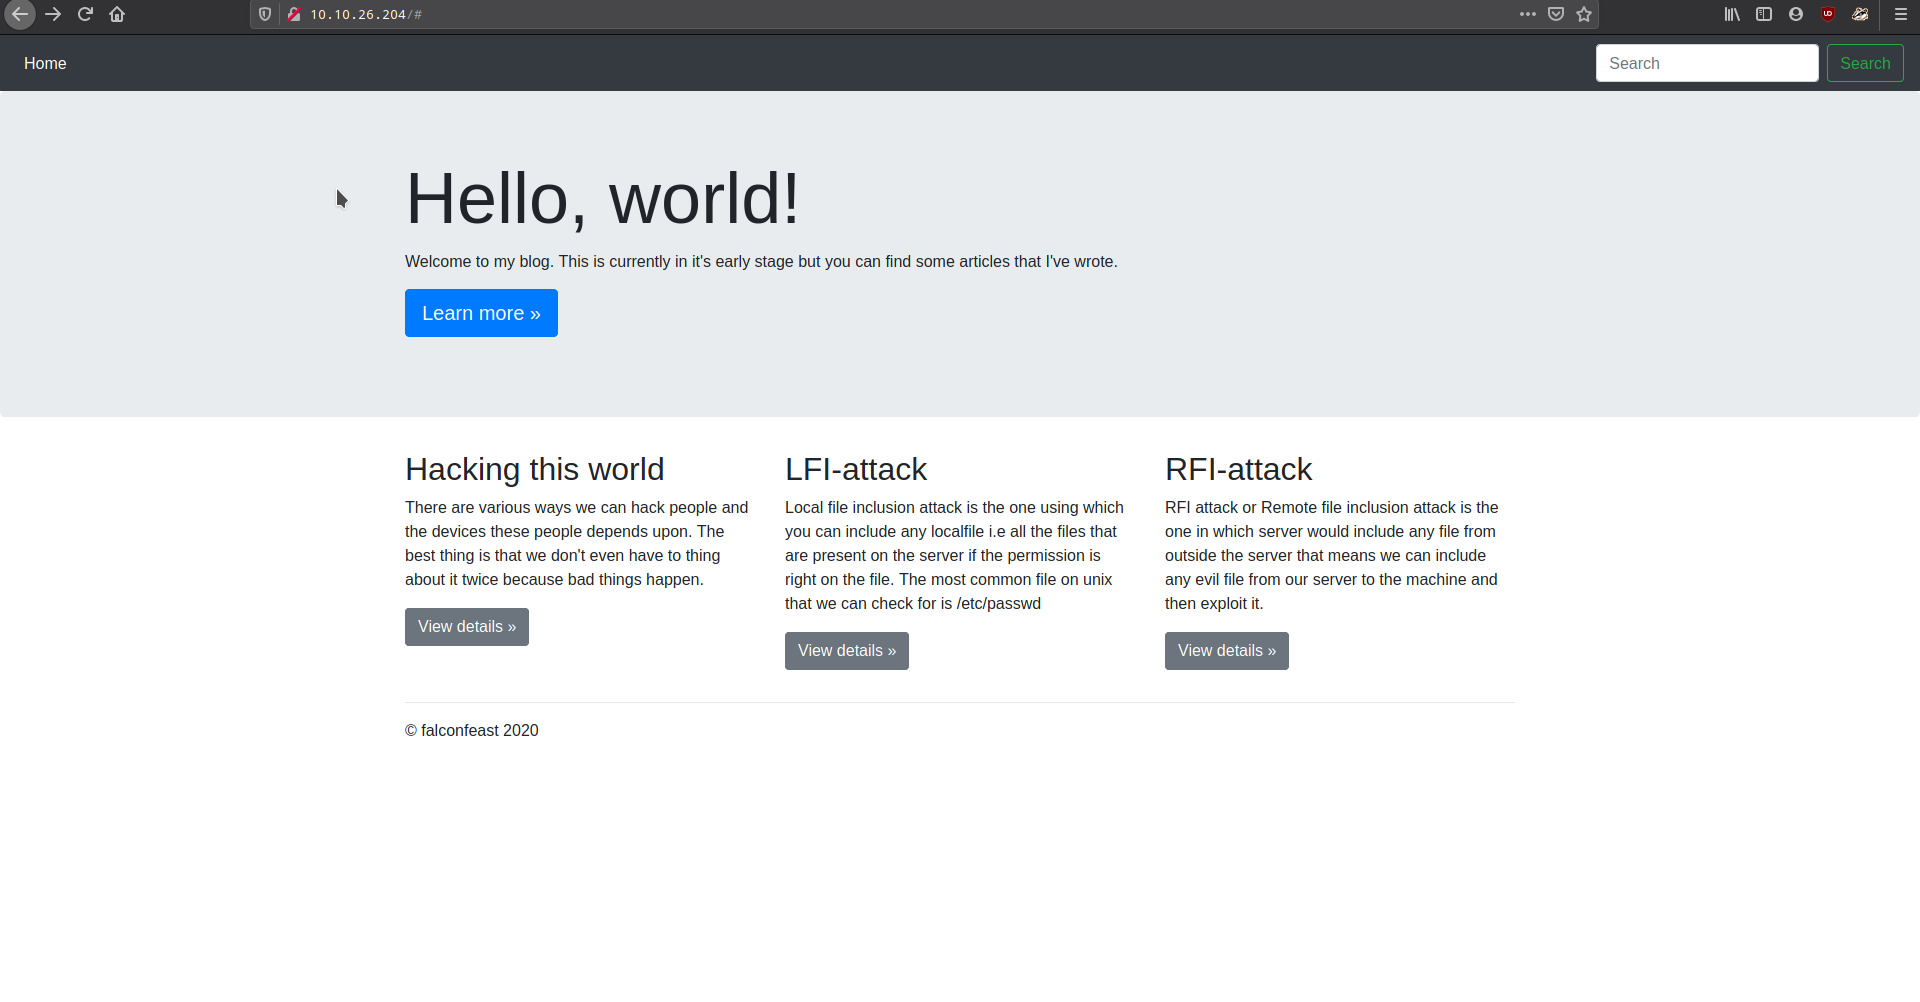 10.10.26.204/#
Home
Search
Search
Hello, world!
Welcome to my blog. This is currently in it's early stage but you can find some articles that I've wrote.
Learn more »
Hacking this world
There are various ways we can hack people and
the devices these people depends upon. The
best thing is that we don't even have to thing
about it twice because bad things happen.
View details »
LFI-attack
Local file inclusion attack is the one using which
you can include any localfile i.e all the files that
are present on the server if the permission is
right on the file. The most common file on unix
that we can check for is /etc/passwd
View details »
RFI-attack
RFI attack or Remote file inclusion attack is the
one in which server would include any file from
outside the server that means we can include
any evil file from our server to the machine and
then exploit it.
View details »
© falconfeast 2020